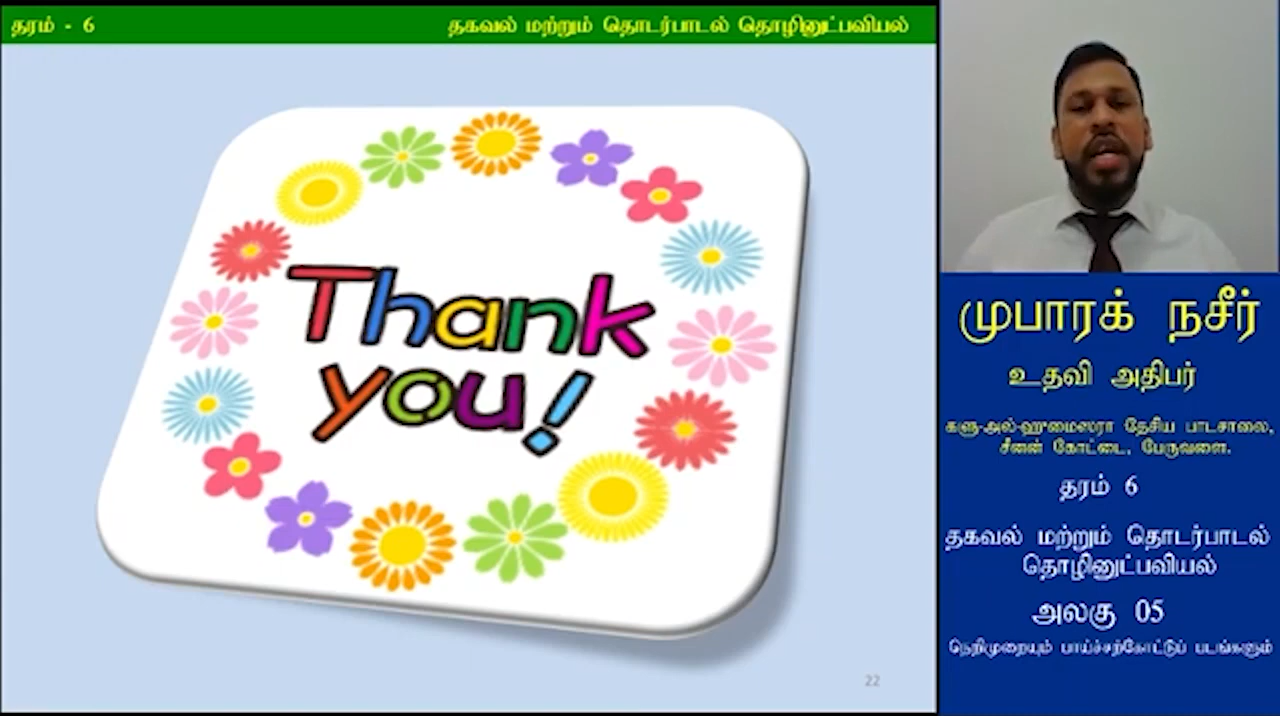 தரம் - 6
தகவல் மற்றும் தொடர்பாடல் தொழினுட்பவியல்
Thank
you!
22
முபாரக் நசீர்
உதவி அதிபர்
களு-அல்-ஹுமைஸரா தேசிய பாடசாலை,
சீனன் கோட்டை, பேருவளை.
தரம் 6
தகவல் மற்றும் தொடர்பாடல்
தொழினுட்பவியல்
அலகு 05
நெறிமுறையும் பாய்ச்சற்கோட்டுப் படங்களும்